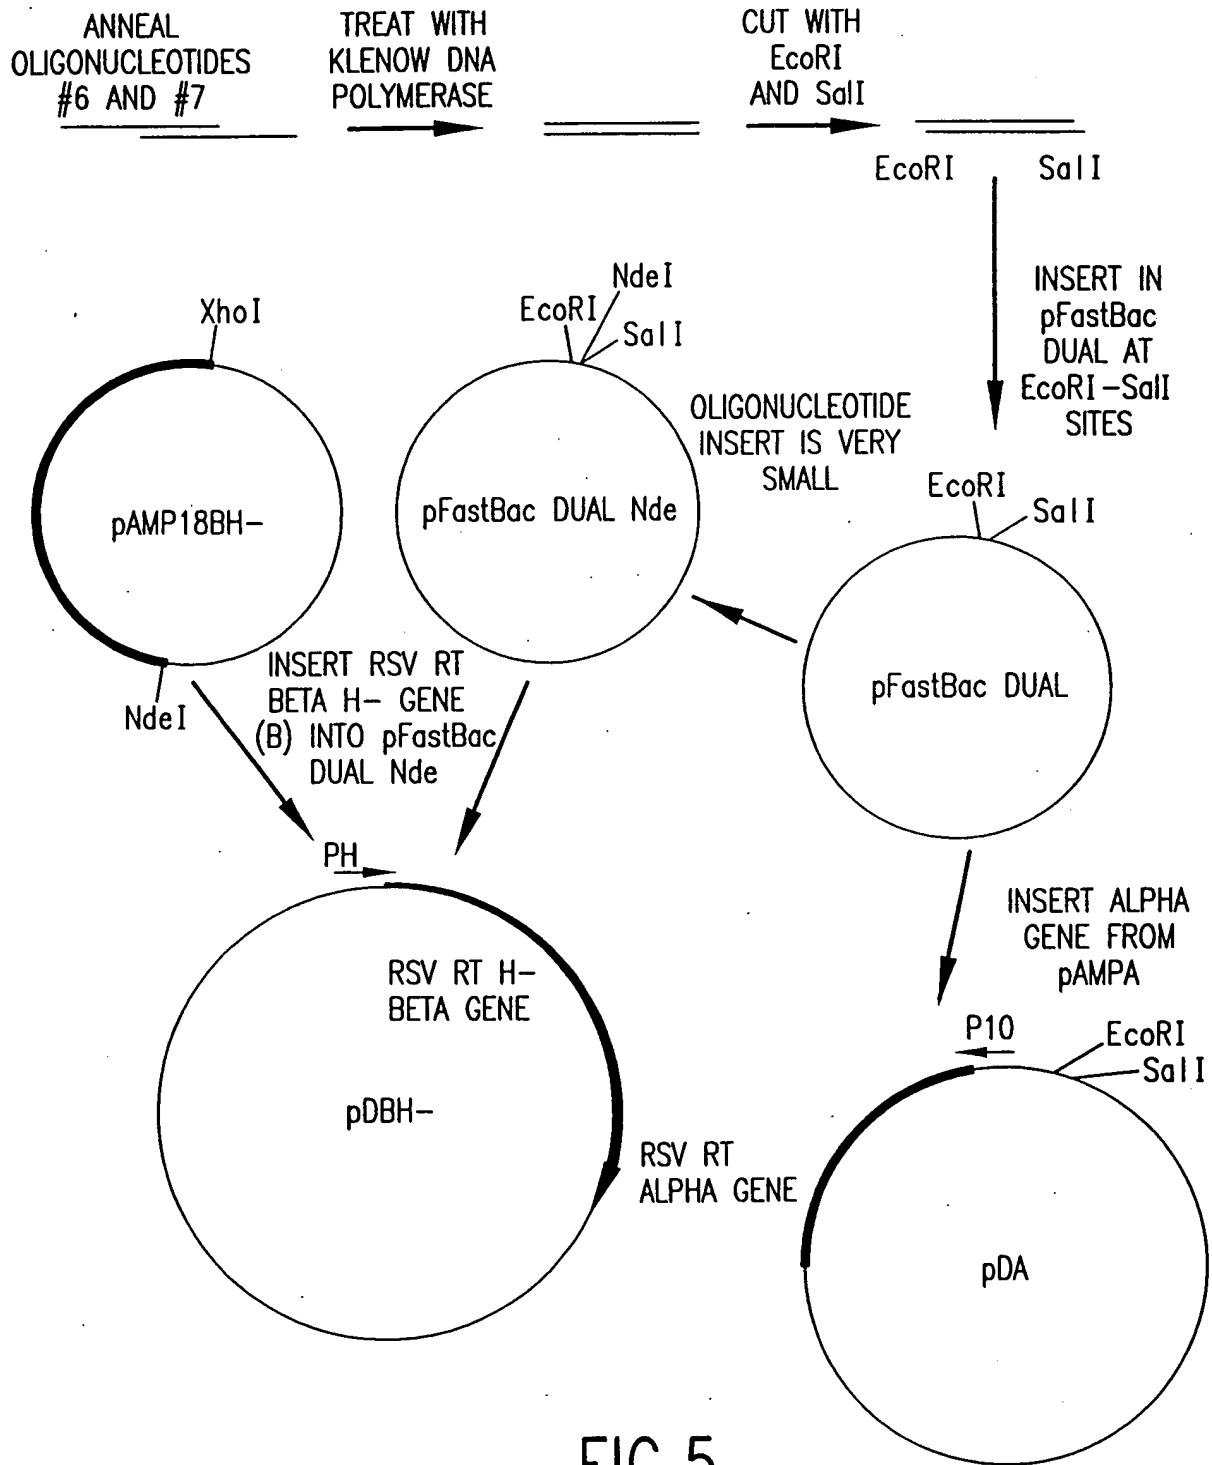 ANNEAL
OLIGONUCLEOTIDES
#6 AND #7
TREAT WITH
KLENOW DNA
POLYMERASE
CUT WITH
EcoRI
AND SalI
EcoRI
SalI
INSERT IN
pFastBac
DUAL AT
EcoRI-SalI
SITES
XhoI
pAMP18BH-
NdeI
EcoRI
NdeI
SalI
pFastBac DUAL Nde
OLIGONUCLEOTIDE
INSERT IS VERY
SMALL
EcoRI
SalI
pFastBac DUAL
INSERT RSV RT
BETA H- GENE
(B) INTO pFastBac
DUAL Nde
PH
RSV RT H-
BETA GENE
pDBH-
INSERT ALPHA
GENE FROM
pAMPA
P10
EcoRI
SalI
RSV RT
ALPHA GENE
pDA
FIG.5